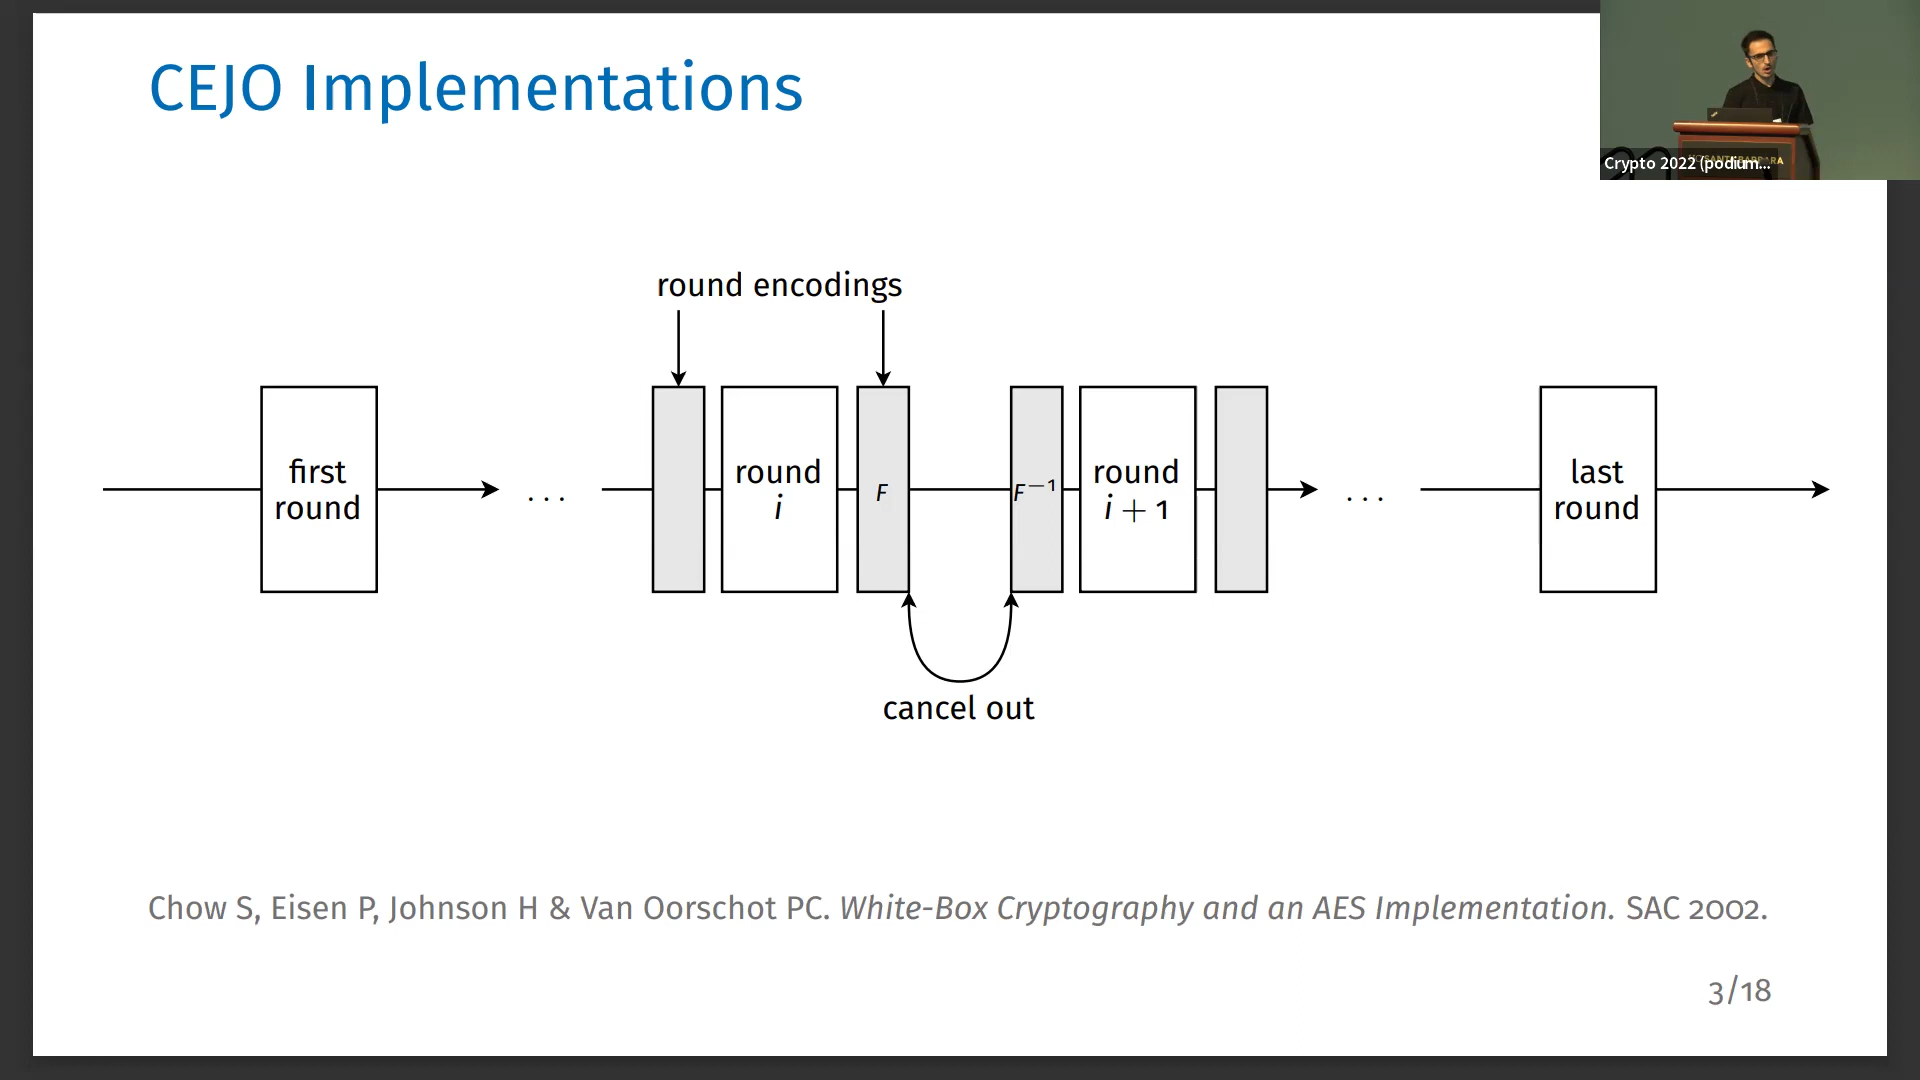 CEJO Implementations
Crypto 2022 (podium...
round encodings
first
round
. . .
round
i
F
F⁻¹
round
i + 1
. . .
last
round
cancel out
Chow S, Eisen P, Johnson H & Van Oorschot PC. White-Box Cryptography and an AES Implementation. SAC 2002.
3/18